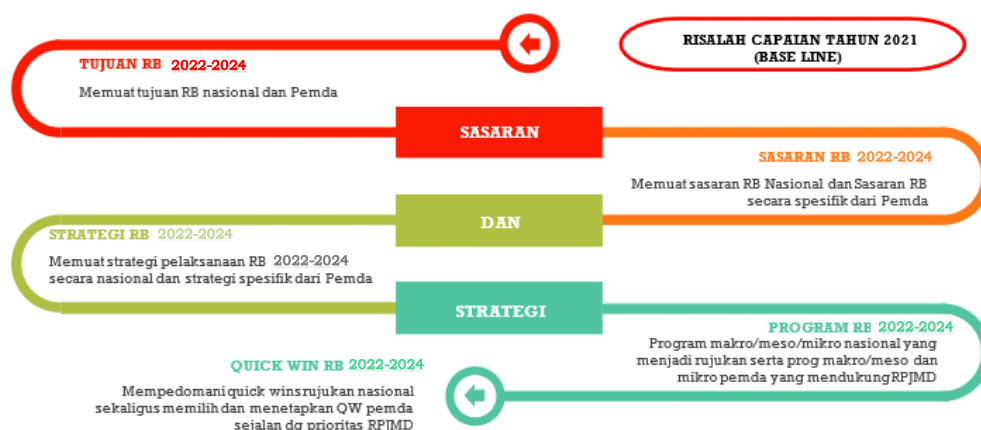 RISALAH CAPAIAN TAHUN 2021
(BASE LINE)
TUJUAN RB 2022-2024
Memuat tujuan RB nasional dan Pemda
SASARAN
SASARAN RB 2022-2024
Memuat sasaran RB Nasional dan Sasaran RB
secara spesifik dari Pemda
DAN
STRATEGI RB 2022-2024
Memuat strategi pelaksanaan RB 2022-2024
secara nasional dan strategi spesifik dari Pemda
STRATEGI
PROGRAM RB 2022-2024
Program makro/meso/mikro nasional yang
menjadi rujukan serta prog makro/meso dan
mikro pemda yang mendukung RPJMD
QUICK WIN RB 2022-2024
Mempedomani quick wins rujukan nasional
sekaligus memilih dan menetapkan QW pemda
sejalan dg prioritas RPJMD